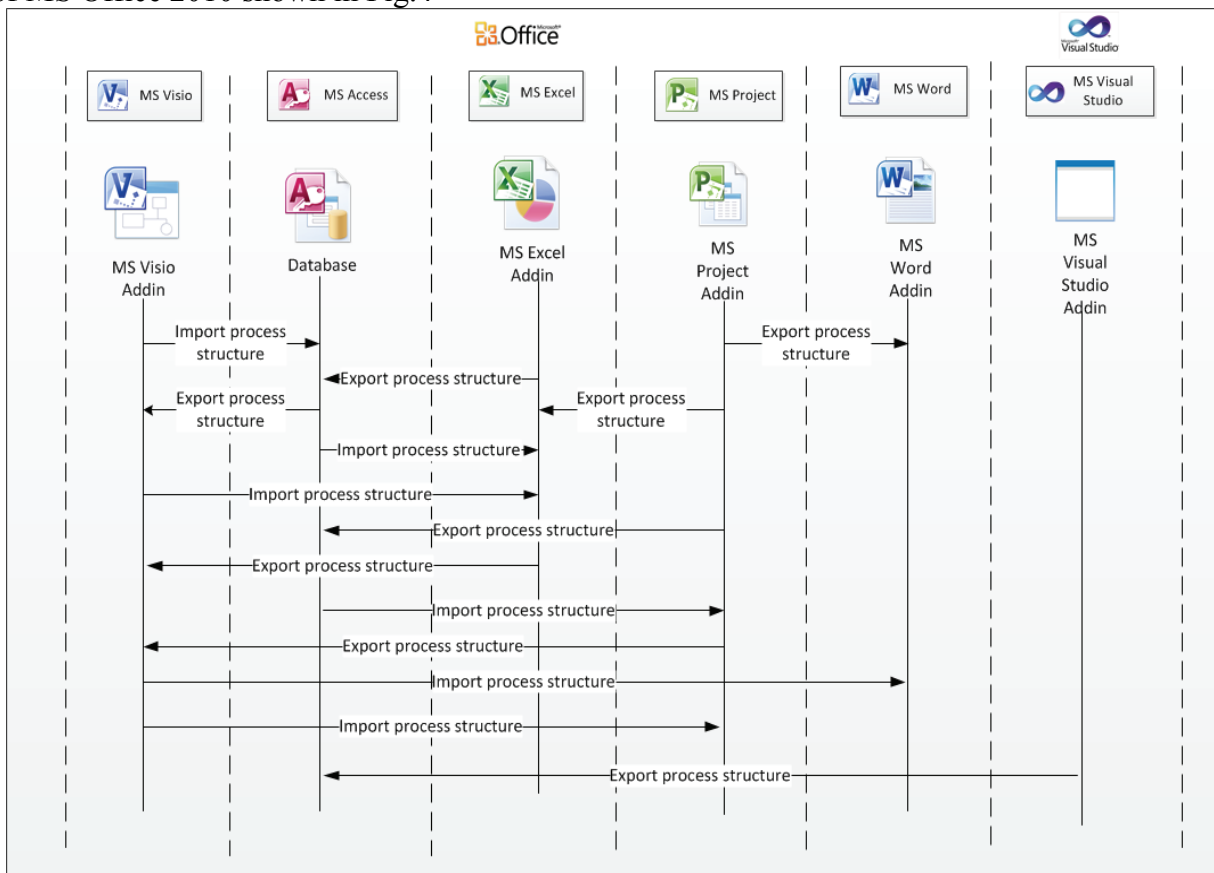 Microsoft
Office
Microsoft
Visual Studio
MS Visio
MS Access
MS Excel
MS Project
MS Word
MS Visual
Studio
MS Visio
Addin
Database
MS Excel
Addin
MS
Project
Addin
MS
Word
Addin
MS
Visual
Studio
Addin
Import process
structure
Export process
structure
Export process structure
Export process
structure
Export process
structure
Import process structure
Import process structure
Export process structure
Export process structure
Import process structure
Export process structure
Import process structure
Import process structure
Export process structure